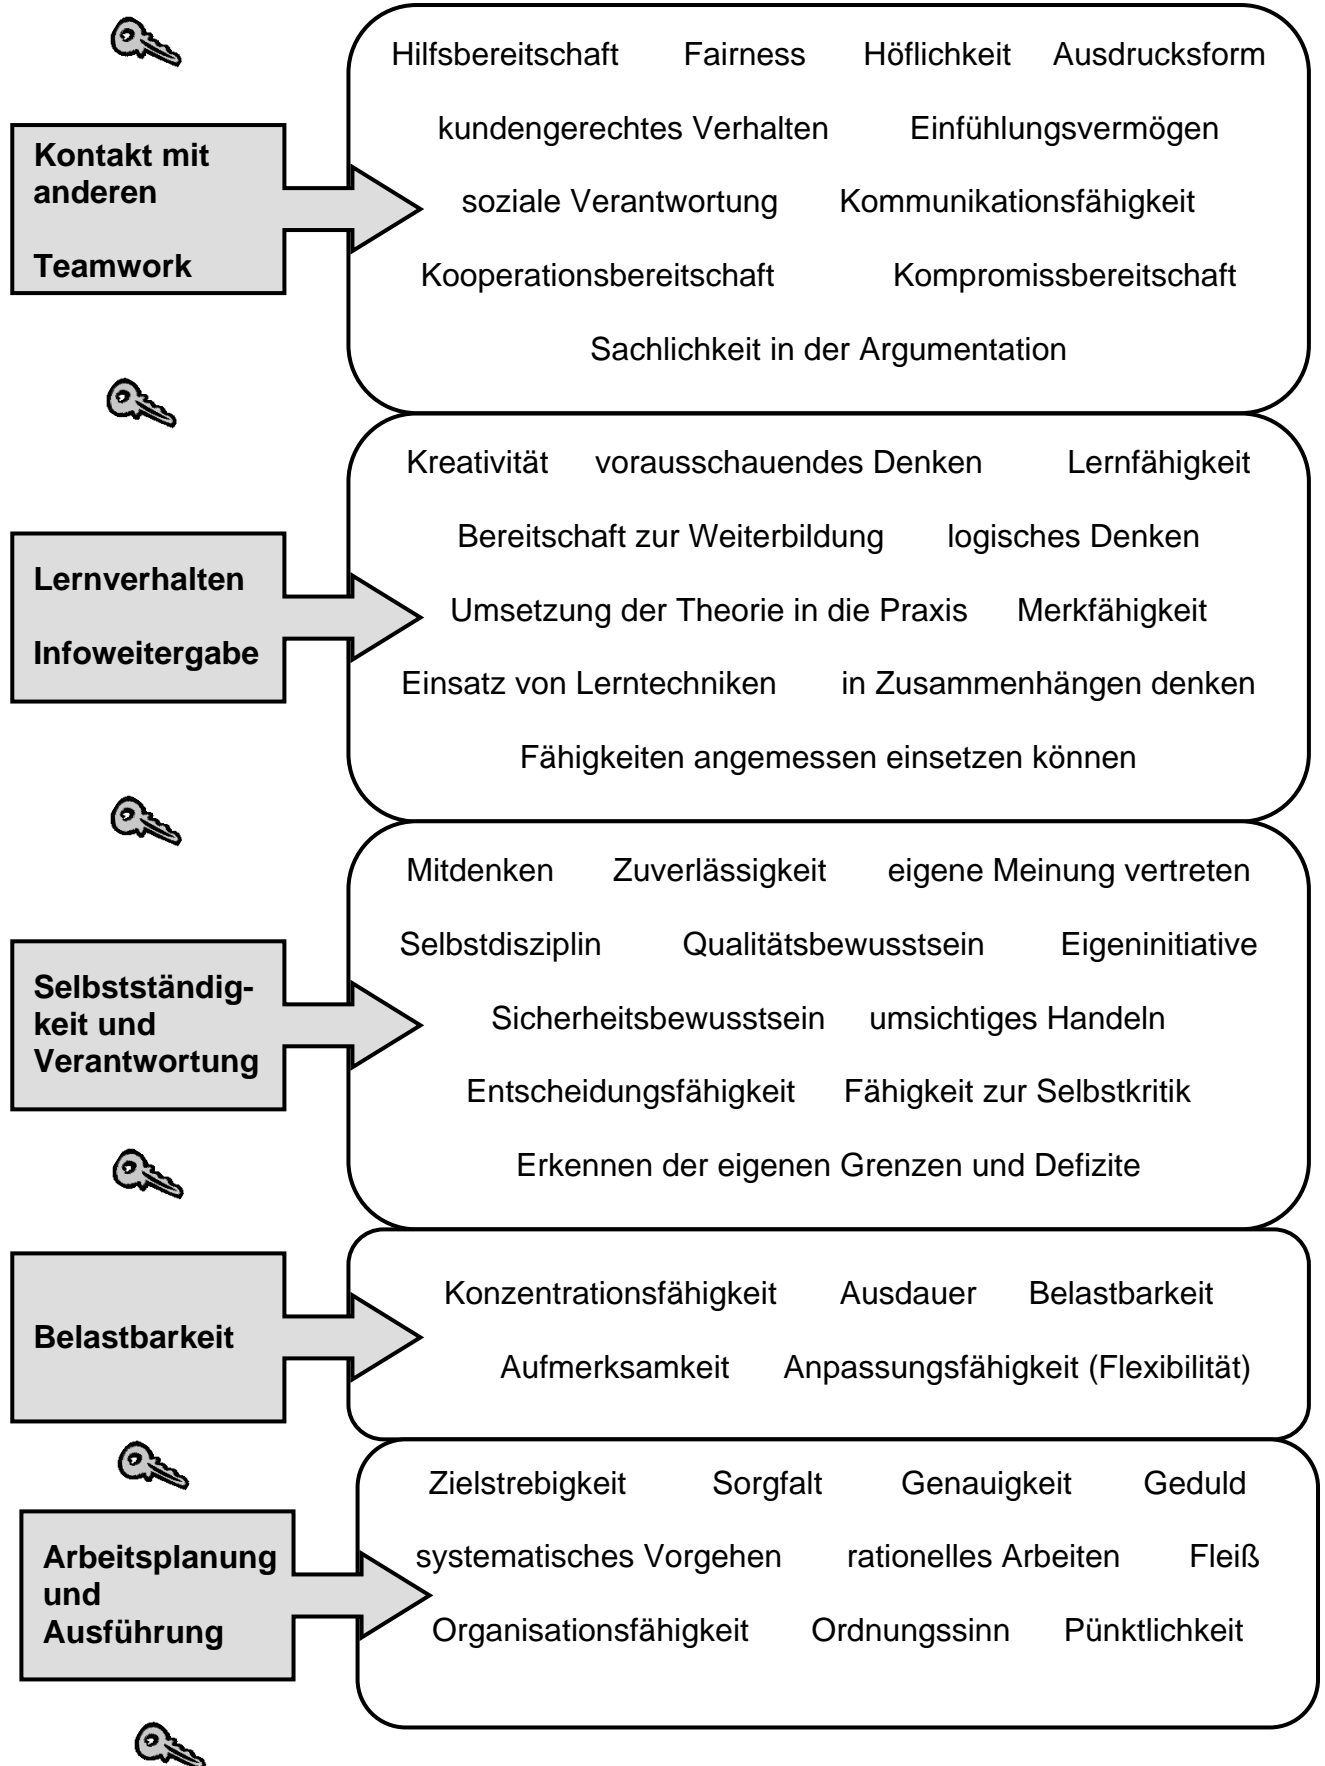 Hilfsbereitschaft Fairness Höflichkeit Ausdrucksform
kundengerechtes Verhalten Einfühlungsvermögen
Kontakt mit
anderen
Teamwork
soziale Verantwortung Kommunikationsfähigkeit
Kooperationsbereitschaft Kompromissbereitschaft
Sachlichkeit in der Argumentation
Kreativität vorausschauendes Denken Lernfähigkeit
Bereitschaft zur Weiterbildung logisches Denken
Lernverhalten
Infoweitergabe
Umsetzung der Theorie in die Praxis Merkfähigkeit
Einsatz von Lerntechniken in Zusammenhängen denken
Fähigkeiten angemessen einsetzen können
Mitdenken Zuverlässigkeit eigene Meinung vertreten
Selbstdisziplin Qualitätsbewusstsein Eigeninitiative
Selbstständig-
keit und
Verantwortung
Sicherheitsbewusstsein umsichtiges Handeln
Entscheidungsfähigkeit Fähigkeit zur Selbstkritik
Erkennen der eigenen Grenzen und Defizite
Belastbarkeit
Konzentrationsfähigkeit Ausdauer Belastbarkeit
Aufmerksamkeit Anpassungsfähigkeit (Flexibilität)
Zielstrebigkeit Sorgfalt Genauigkeit Geduld
Arbeitsplanung
und
Ausführung
systematisches Vorgehen rationelles Arbeiten Fleiß
Organisationsfähigkeit Ordnungssinn Pünktlichkeit